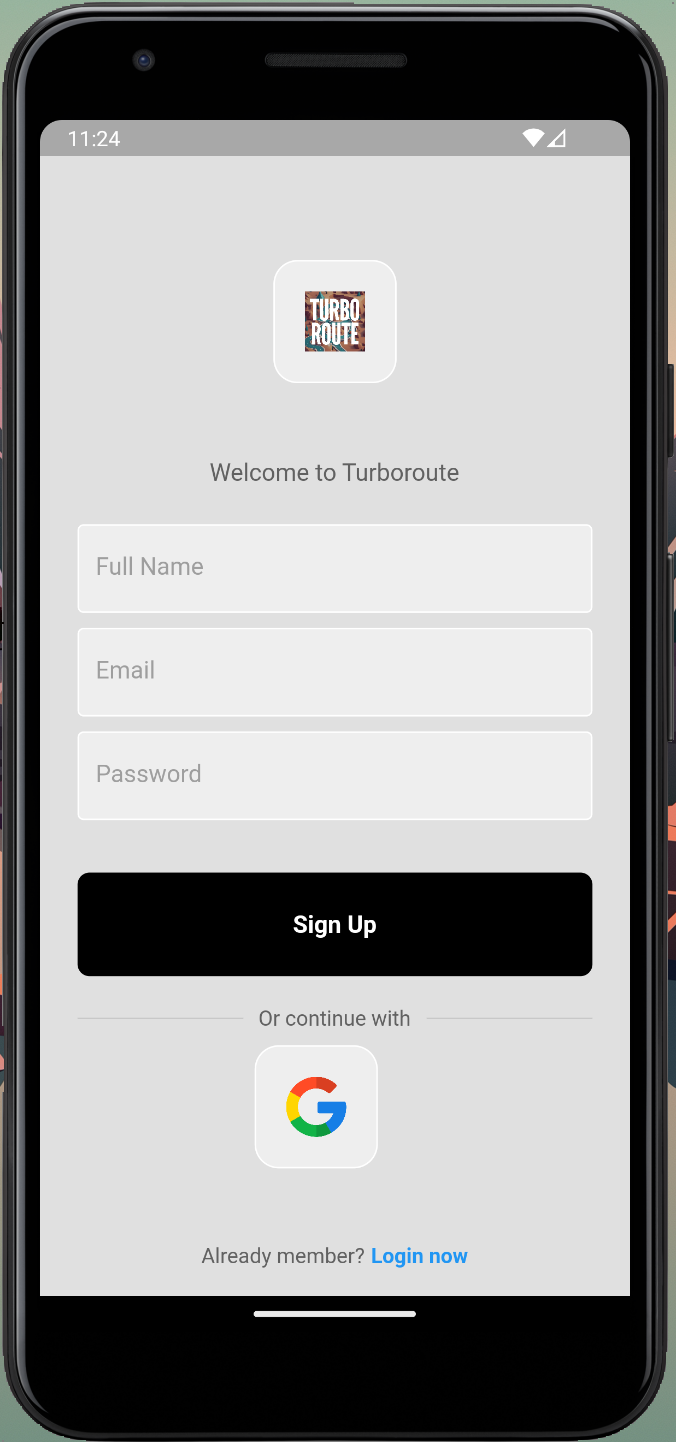 11:24
TURBO
ROUTE
Welcome to Turboroute
Full Name
Email
Password
Sign Up
Or continue with
G
Already member? Login now